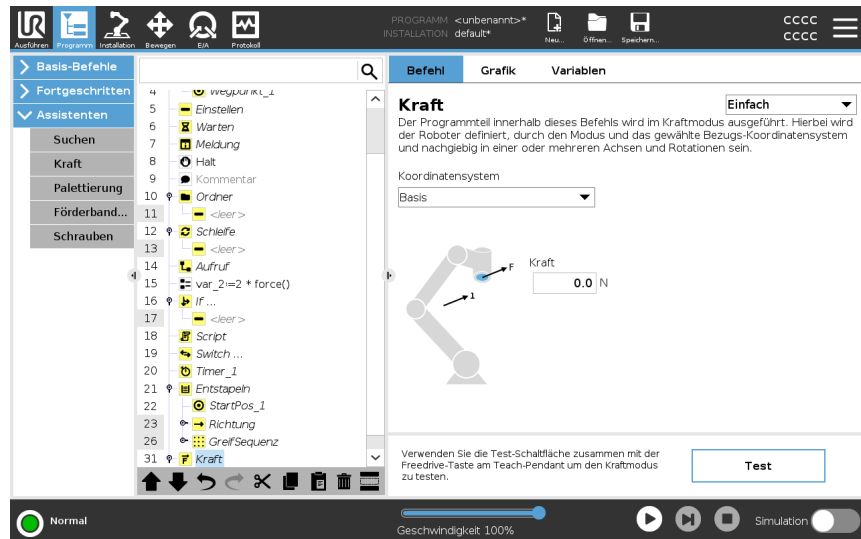 PROGRAMM <unbenannt>*
INSTALLATION default*
Ausführen Programm Installation Bewegen E/A Protokoll
Neu... Öffnen... Speichern...
CCCC
CCCC
Basis-Befehle
Fortgeschritten
Assistenten
Suchen
Kraft
Palettierung
Förderband...
Schrauben
4 Wegpunkt_1
5 Einstellen
6 Warten
7 Meldung
8 Halt
9 Kommentar
10 Ordner
11 <leer>
12 Schleife
13 <leer>
14 Aufruf
15 var_2:=2 * force()
16 If ...
17 <leer>
18 Script
19 Switch ...
20 Timer_1
21 Entstapeln
22 StartPos_1
23 Richtung
26 GreifSequenz
31 Kraft
Befehl Grafik Variablen
Kraft
Einfach
Der Programmteil innerhalb dieses Befehls wird im Kraftmodus ausgeführt. Hierbei wird
der Roboter definiert, durch den Modus und das gewählte Bezugs-Koordinatensystem
und nachgiebig in einer oder mehreren Achsen und Rotationen sein.
Koordinatensystem
Basis
F
1
Kraft
0.0 N
Verwenden Sie die Test-Schaltfläche zusammen mit der
Freedrive-Taste am Teach-Pendant um den Kraftmodus
zu testen.
Test
Normal
Geschwindigkeit 100%
Simulation